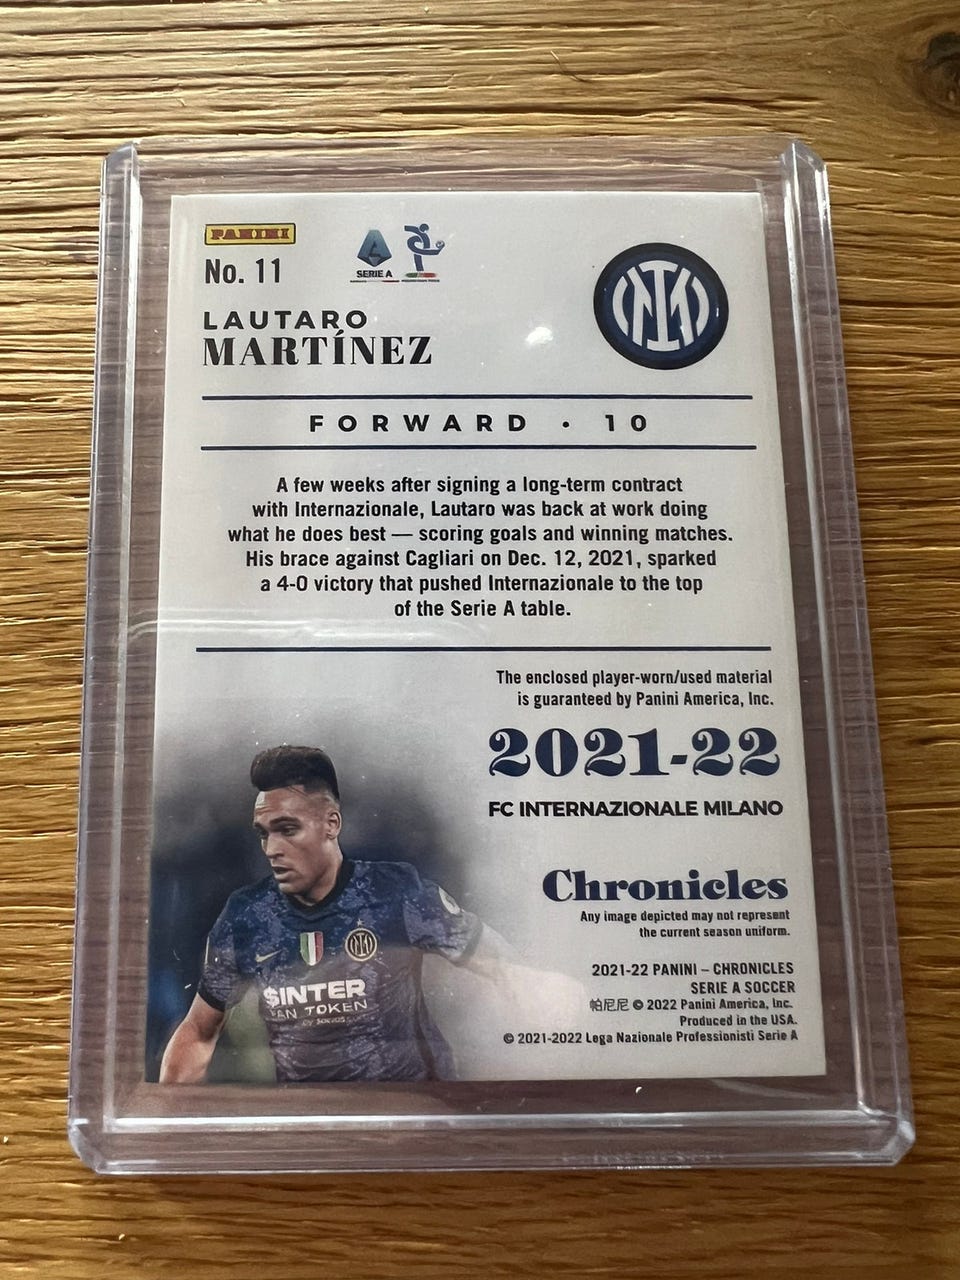 PANINI
No. 11
SERIE A
LAUTARO
MARTÍNEZ
FORWARD • 10
A few weeks after signing a long-term contract
with Internazionale, Lautaro was back at work doing
what he does best — scoring goals and winning matches.
His brace against Cagliari on Dec. 12, 2021, sparked
a 4-0 victory that pushed Internazionale to the top
of the Serie A table.
The enclosed player-worn/used material
is guaranteed by Panini America, Inc.
2021-22
FC INTERNAZIONALE MILANO
Chronicles
Any image depicted may not represent
the current season uniform.
$INTER
FAN TOKEN
BY SOCIOS
2021-22 PANINI – CHRONICLES
SERIE A SOCCER
帕尼尼 © 2022 Panini America, Inc.
Produced in the USA.
© 2021-2022 Lega Nazionale Professionisti Serie A